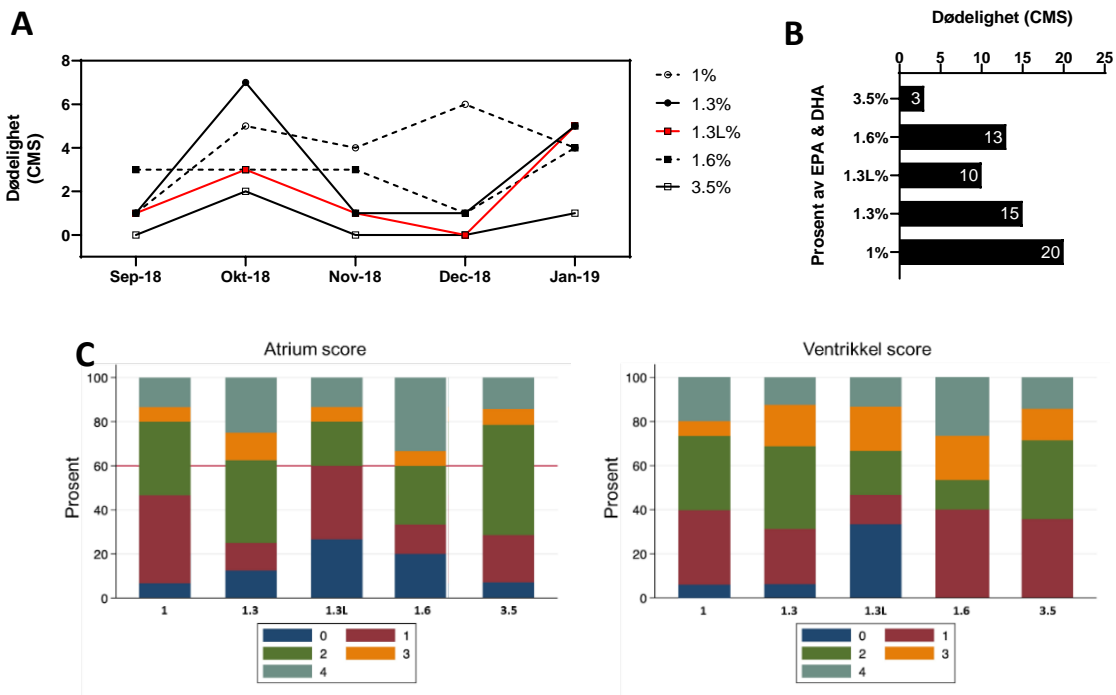 A
Dødelighet
(CMS)
8
6
4
2
0
Sep-18 Okt-18 Nov-18 Dec-18 Jan-19
1%
1.3%
1.3L%
1.6%
3.5%
B
Dødelighet (CMS)
0 5 10 15 20 25
Prosent av EPA & DHA
3.5% 3
1.6% 13
1.3L% 10
1.3% 15
1% 20
C
Atrium score
Prosent
100
80
60
40
20
0
1 1.3 1.3L 1.6 3.5
0 1
2 3
4
Ventrikkel score
Prosent
100
80
60
40
20
0
1 1.3 1.3L 1.6 3.5
0 1
2 3
4